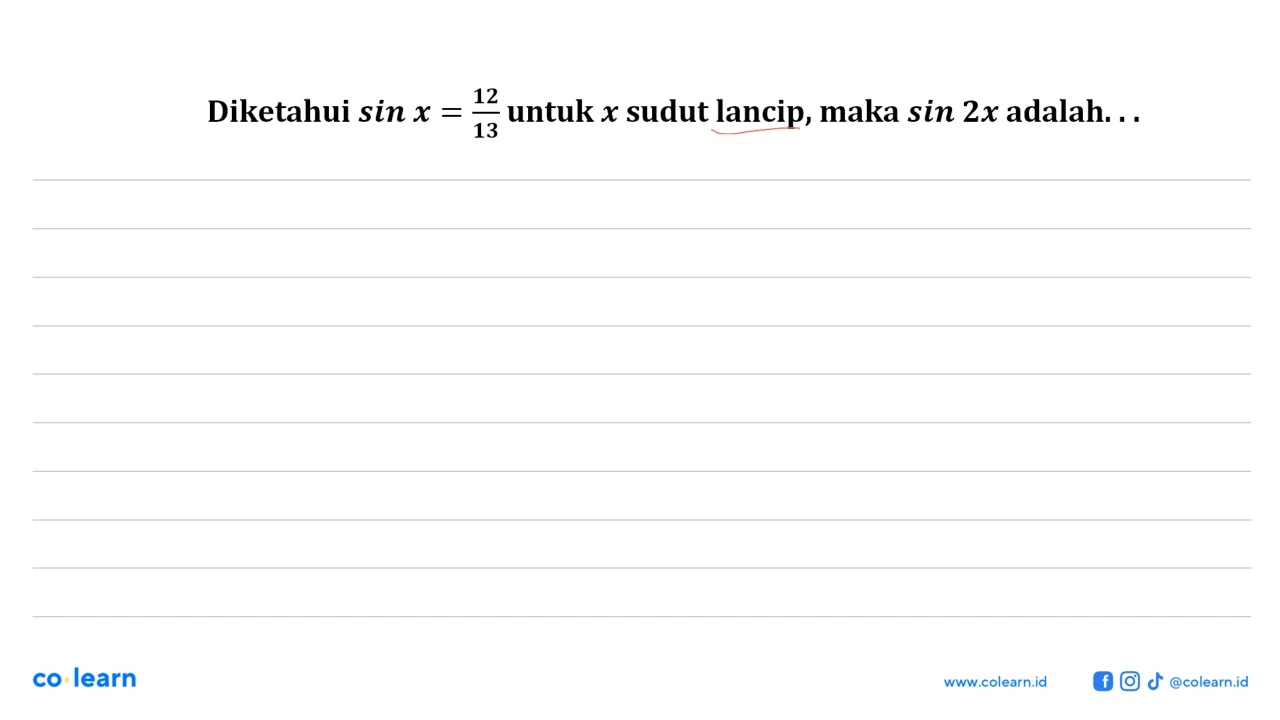 Diketahui sin x = 12/13 untuk x sudut lancip, maka sin 2x adalah. . .
co learn
www.colearn.id @colearn.id